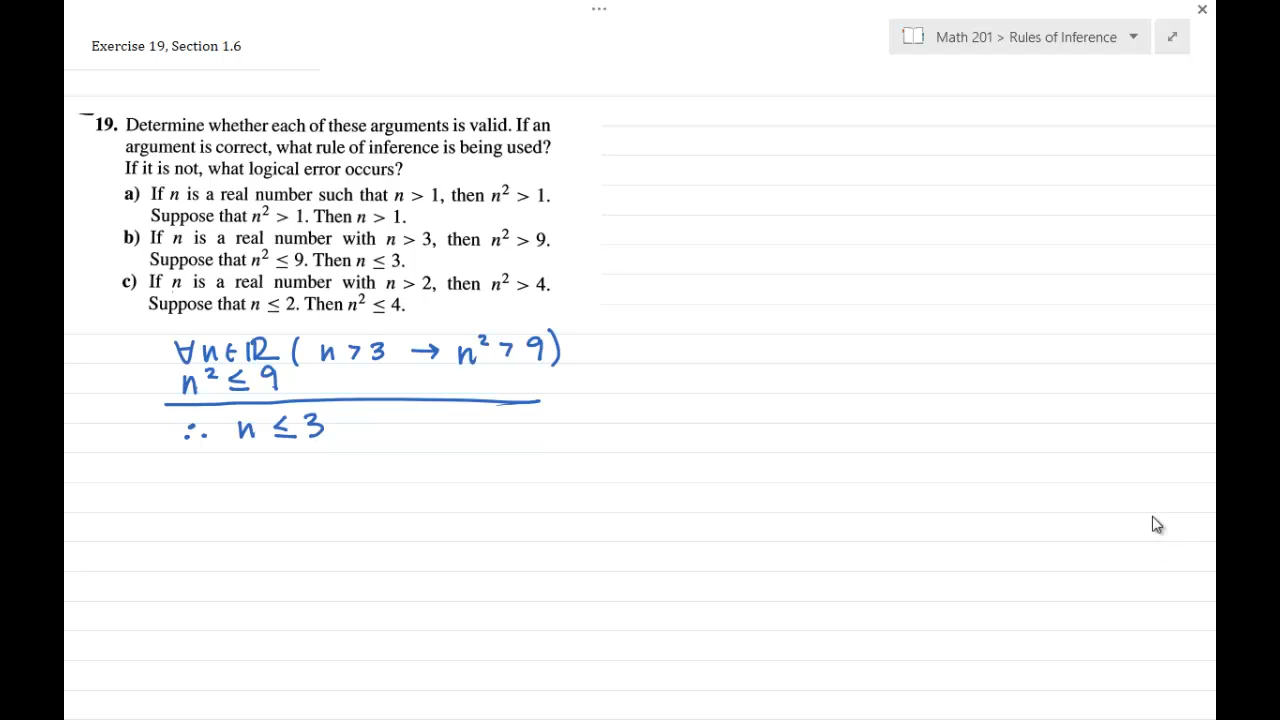 Exercise 19, Section 1.6
Math 201 > Rules of Inference
19. Determine whether each of these arguments is valid. If an
argument is correct, what rule of inference is being used?
If it is not, what logical error occurs?
a) If n is a real number such that n > 1, then n² > 1.
Suppose that n² > 1. Then n > 1.
b) If n is a real number with n > 3, then n² > 9.
Suppose that n² ≤ 9. Then n ≤ 3.
c) If n is a real number with n > 2, then n² > 4.
Suppose that n ≤ 2. Then n² ≤ 4.
∀n∈ℝ ( n > 3 → n² > 9)
n² ≤ 9
∴ n ≤ 3